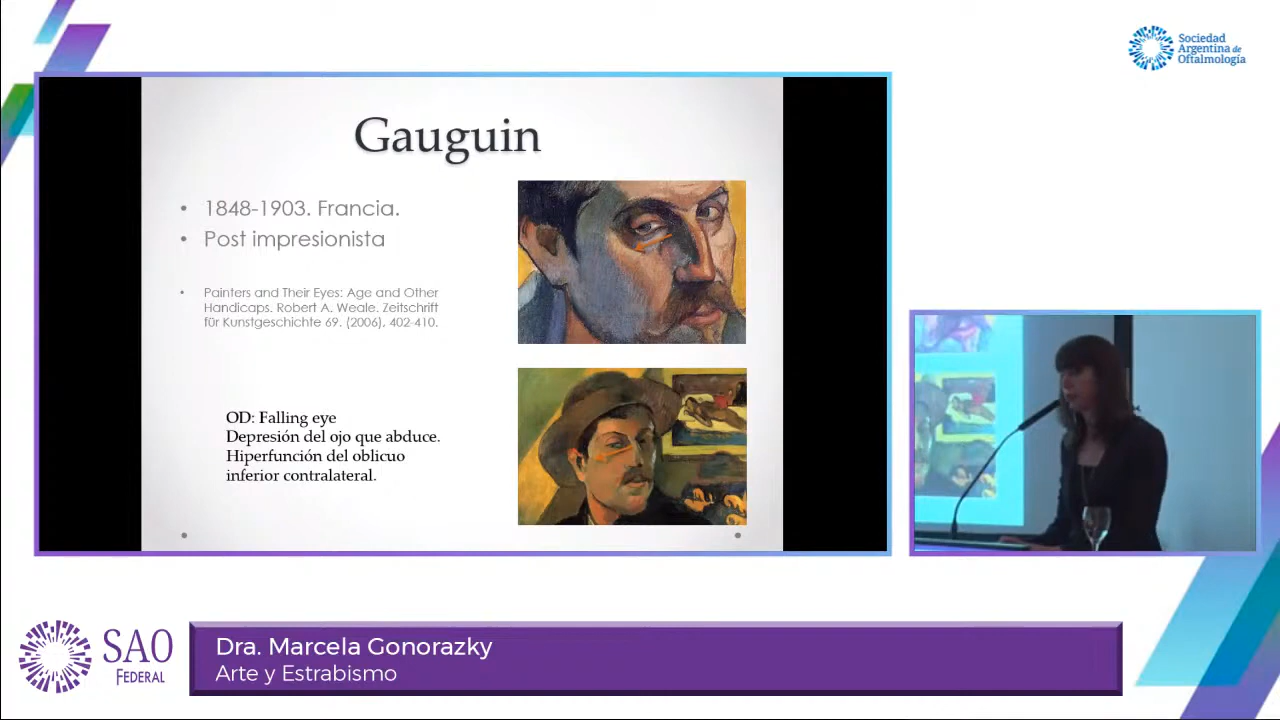 Sociedad
Argentina de
Oftalmología
Gauguin
• 1848-1903. Francia.
• Post impresionista
• Painters and Their Eyes: Age and Other
Handicaps. Robert A. Weale. Zeitschrift
für Kunstgeschichte 69. (2006), 402-410.
OD: Falling eye
Depresión del ojo que abduce.
Hiperfunción del oblicuo
inferior contralateral.
SAO
FEDERAL
Dra. Marcela Gonorazky
Arte y Estrabismo